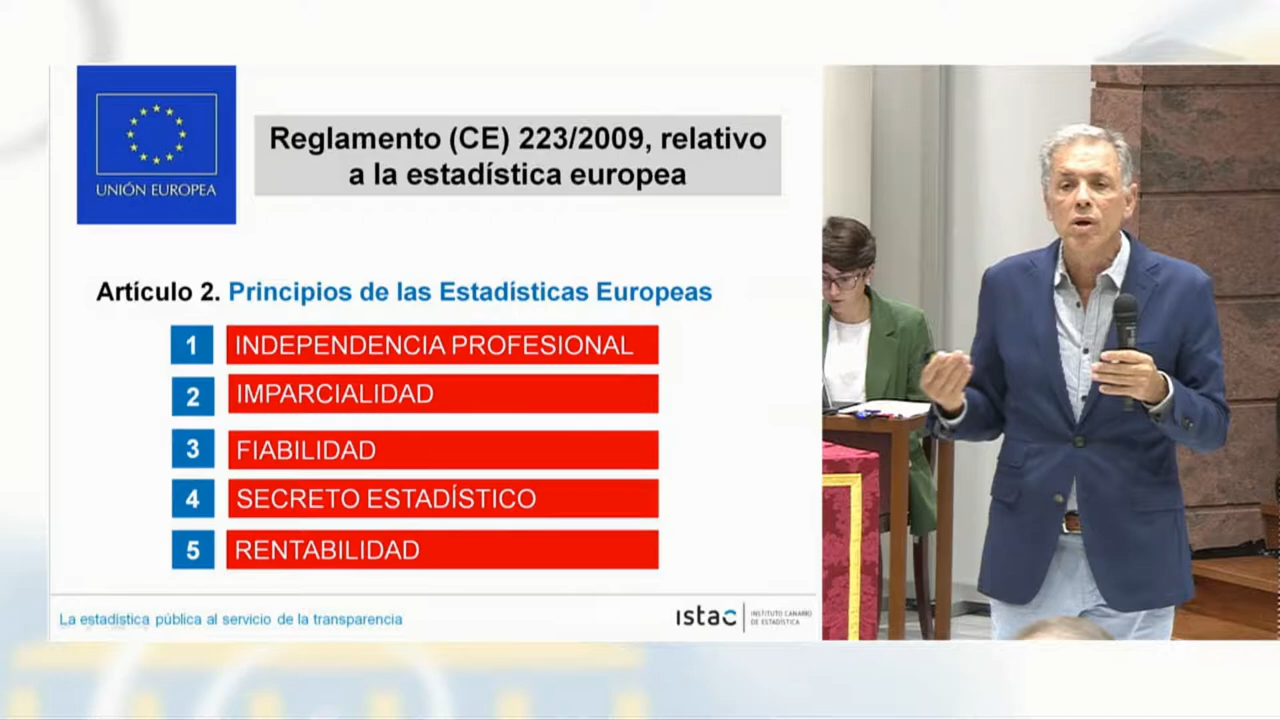 UNIÓN EUROPEA
Reglamento (CE) 223/2009, relativo
a la estadística europea
Artículo 2. Principios de las Estadísticas Europeas
1 INDEPENDENCIA PROFESIONAL
2 IMPARCIALIDAD
3 FIABILIDAD
4 SECRETO ESTADÍSTICO
5 RENTABILIDAD
La estadística pública al servicio de la transparencia
istac
INSTITUTO CANARIO
DE ESTADÍSTICA